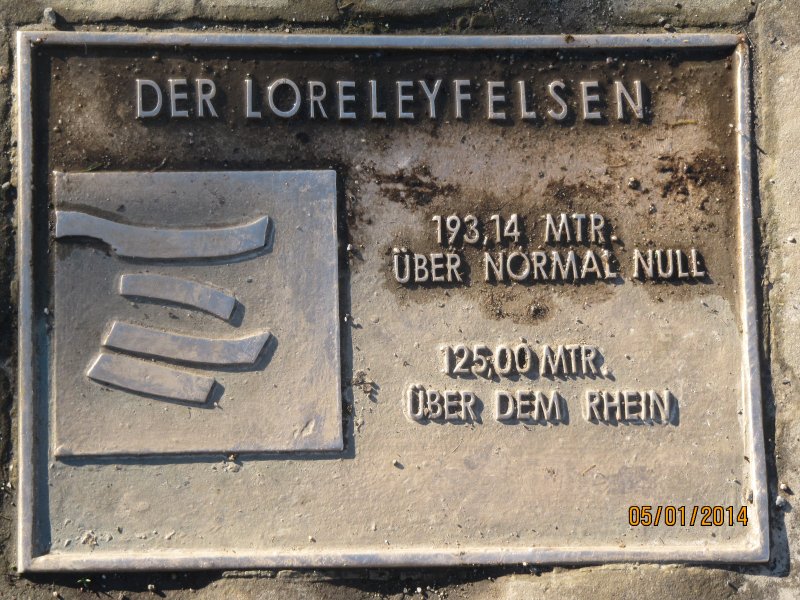 DER LORELEYFELSEN
193,14 MTR.
ÜBER NORMAL NULL
125,00 MTR.
ÜBER DEM RHEIN
05/01/2014